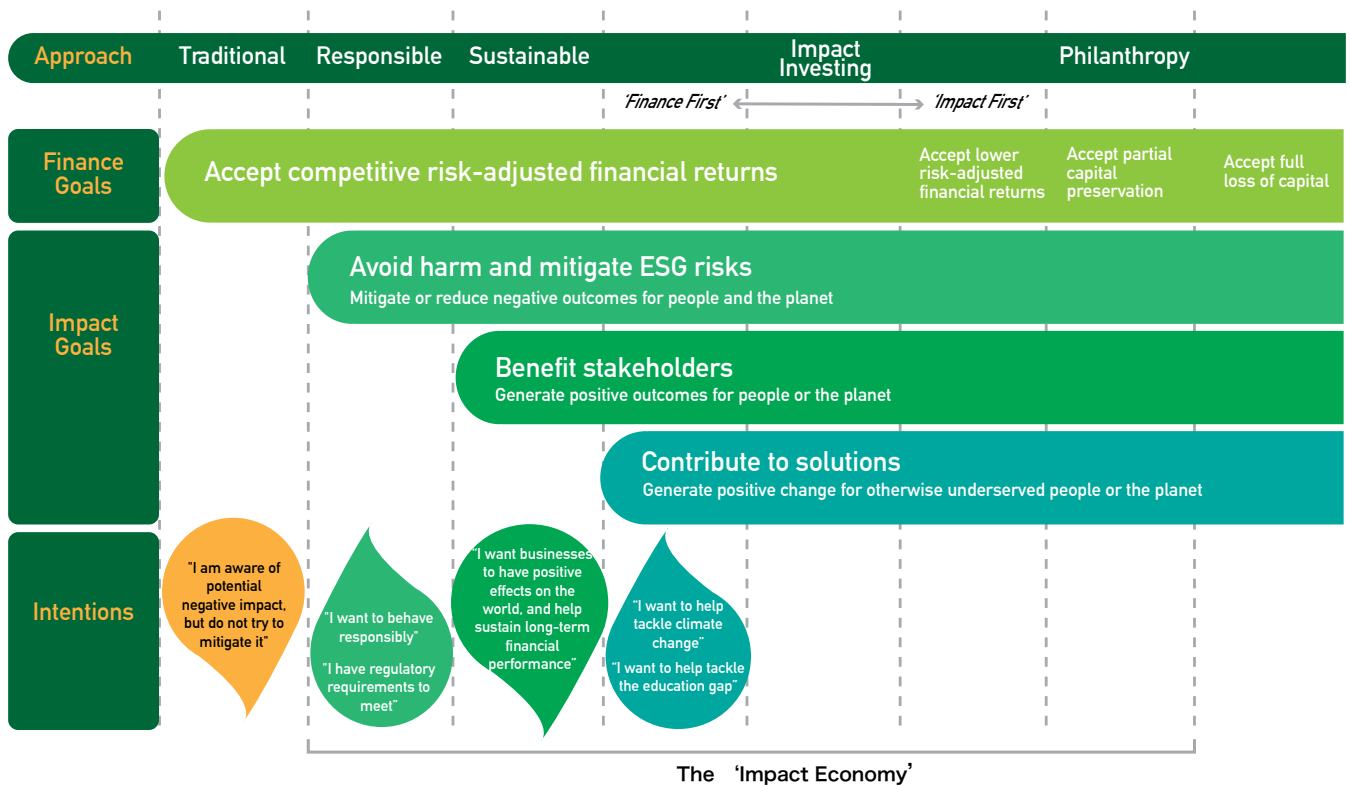 Approach
Traditional
Responsible
Sustainable
Impact
Investing
Philanthropy
'Finance First'
'Impact First'
Finance
Goals
Accept competitive risk-adjusted financial returns
Accept lower
risk-adjusted
financial returns
Accept partial
capital
preservation
Accept full
loss of capital
Impact
Goals
Avoid harm and mitigate ESG risks
Mitigate or reduce negative outcomes for people and the planet
Benefit stakeholders
Generate positive outcomes for people or the planet
Contribute to solutions
Generate positive change for otherwise underserved people or the planet
Intentions
"I am aware of
potential
negative impact,
but do not try to
mitigate it"
"I want to behave
responsibly"
"I have regulatory
requirements to
meet”
“I want businesses
to have positive
effects on the
world, and help
sustain long-term
financial
performance”
“I want to help
tackle climate
change”
“I want to help tackle
the education gap”
The ‘Impact Economy’